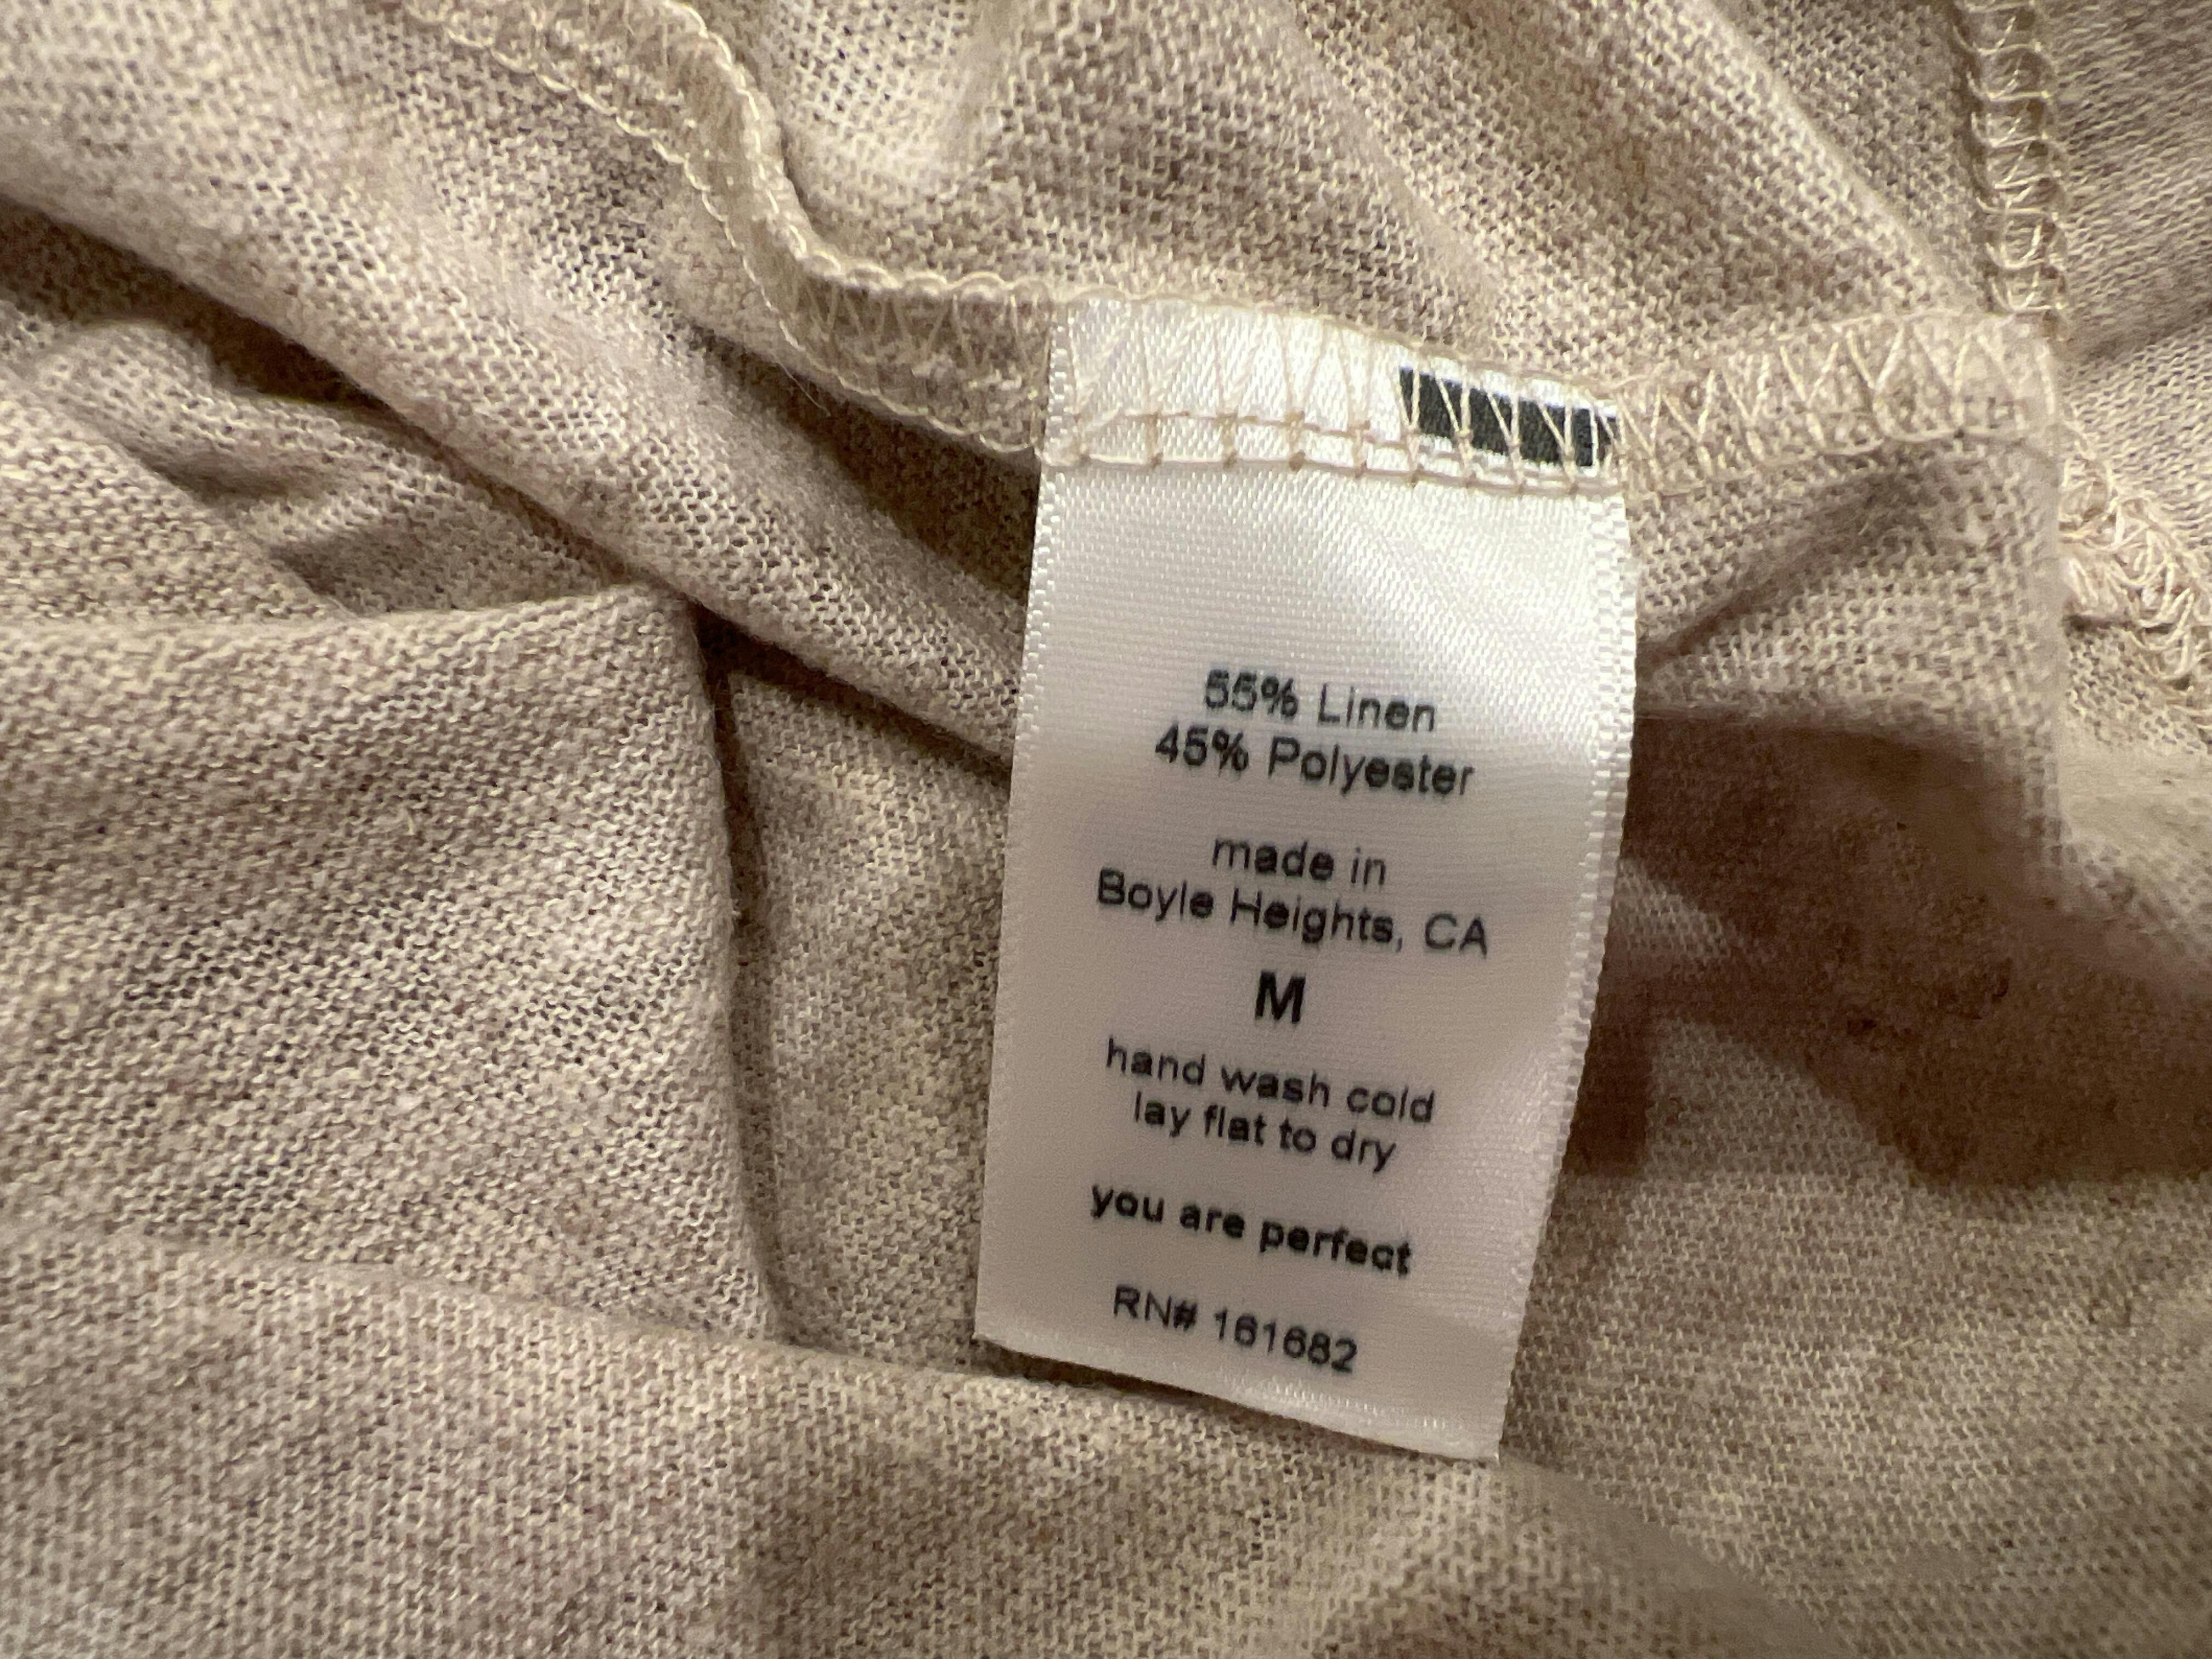 55% Linen
45% Polyester
made in
Boyle Heights, CA
M
hand wash cold
lay flat to dry
you are perfect
RN# 161682